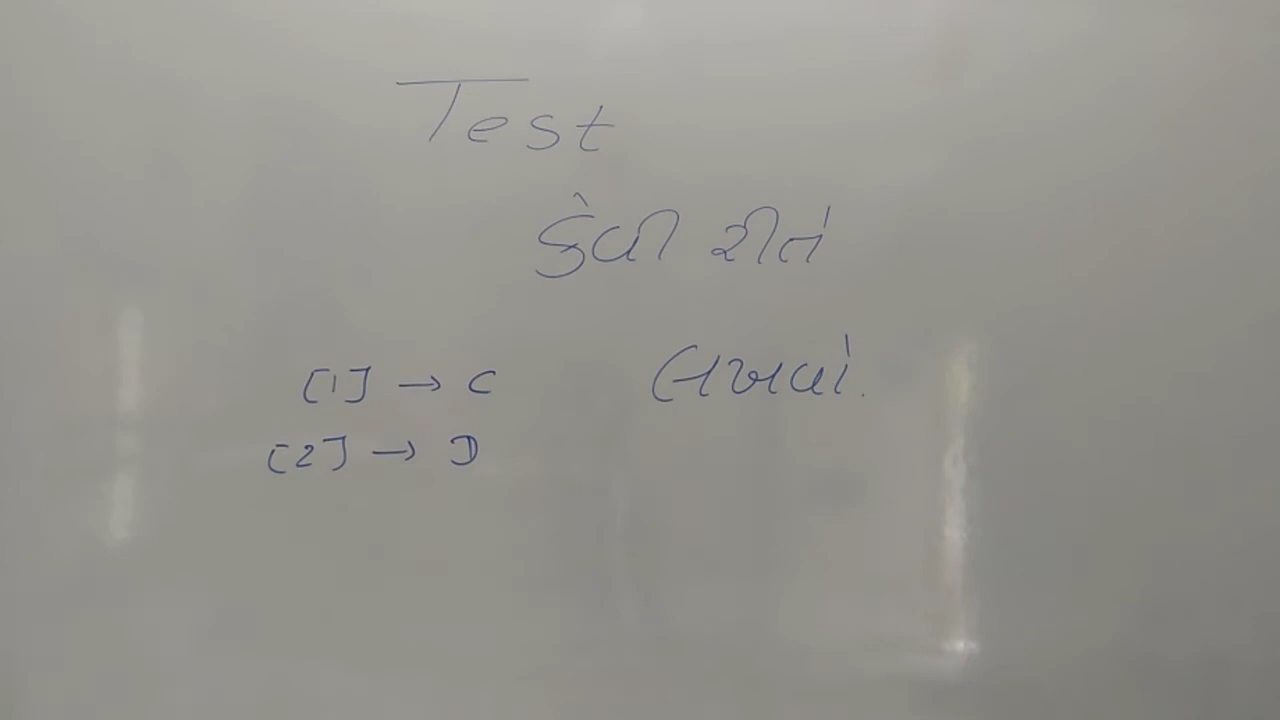 Test
કેવી રીતે
લખવો.
[1] → C
[2] → D